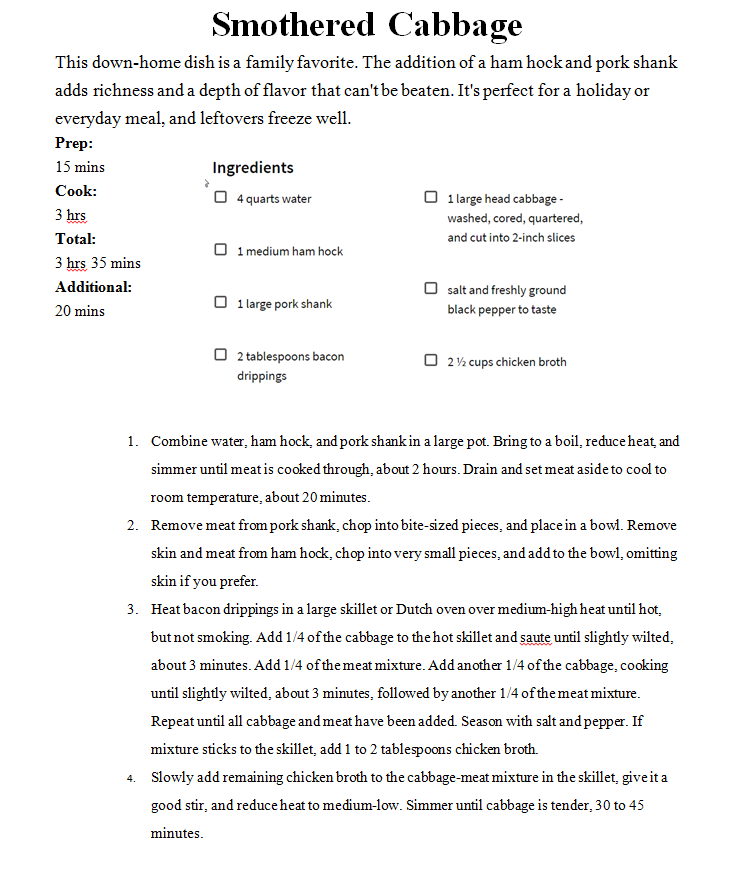 Smothered Cabbage
This down-home dish is a family favorite. The addition of a ham hock and pork shank
adds richness and a depth of flavor that can't be beaten. It's perfect for a holiday or
everyday meal, and leftovers freeze well.
Prep:
15 mins
Cook:
3 hrs
Total:
3 hrs 35 mins
Additional:
20 mins
Ingredients
4 quarts water
1 medium ham hock
1 large pork shank
2 tablespoons bacon
drippings
1 large head cabbage -
washed, cored, quartered,
and cut into 2-inch slices
salt and freshly ground
black pepper to taste
2 ½ cups chicken broth
1. Combine water, ham hock, and pork shank in a large pot. Bring to a boil, reduce heat, and
simmer until meat is cooked through, about 2 hours. Drain and set meat aside to cool to
room temperature, about 20 minutes.
2. Remove meat from pork shank, chop into bite-sized pieces, and place in a bowl. Remove
skin and meat from ham hock, chop into very small pieces, and add to the bowl, omitting
skin if you prefer.
3. Heat bacon drippings in a large skillet or Dutch oven over medium-high heat until hot,
but not smoking. Add 1/4 of the cabbage to the hot skillet and saute until slightly wilted,
about 3 minutes. Add 1/4 of the meat mixture. Add another 1/4 of the cabbage, cooking
until slightly wilted, about 3 minutes, followed by another 1/4 of the meat mixture.
Repeat until all cabbage and meat have been added. Season with salt and pepper. If
mixture sticks to the skillet, add 1 to 2 tablespoons chicken broth.
4. Slowly add remaining chicken broth to the cabbage-meat mixture in the skillet, give it a
good stir, and reduce heat to medium-low. Simmer until cabbage is tender, 30 to 45
minutes.